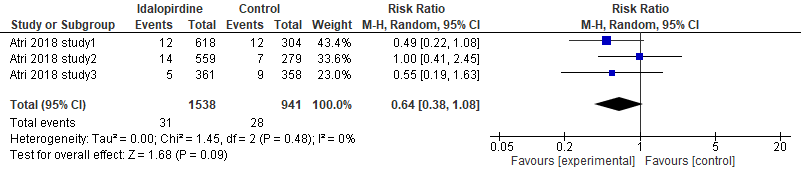 Idalopirdine Control Risk Ratio Risk Ratio
Study or Subgroup Events Total Events Total Weight M-H, Random, 95% CI M-H, Random, 95% CI
Atri 2018 study1 12 618 12 304 43.4% 0.49 [0.22, 1.08]
Atri 2018 study2 14 559 7 279 33.6% 1.00 [0.41, 2.45]
Atri 2018 study3 5 361 9 358 23.0% 0.55 [0.19, 1.63]
Total (95% CI) 1538 941 100.0% 0.64 [0.38, 1.08]
Total events 31 28
Heterogeneity: Tau² = 0.00; Chi² = 1.45, df = 2 (P = 0.48); I² = 0%
Test for overall effect: Z = 1.68 (P = 0.09)
0.05 0.2 1 5 20
Favours [experimental] Favours [control]